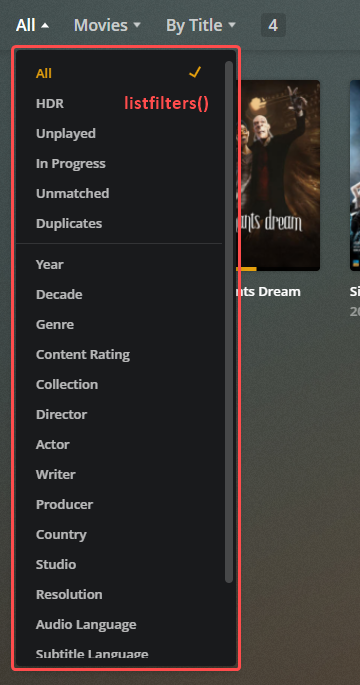 All Movies By Title 4
All
HDR listfilters()
Unplayed
In Progress
Unmatched
Duplicates
Year
Decade
Genre
Content Rating
Collection
Director
Actor
Writer
Producer
Country
Studio
Resolution
Audio Language
Subtitle Language
ants dream
nts Dream
Si
20